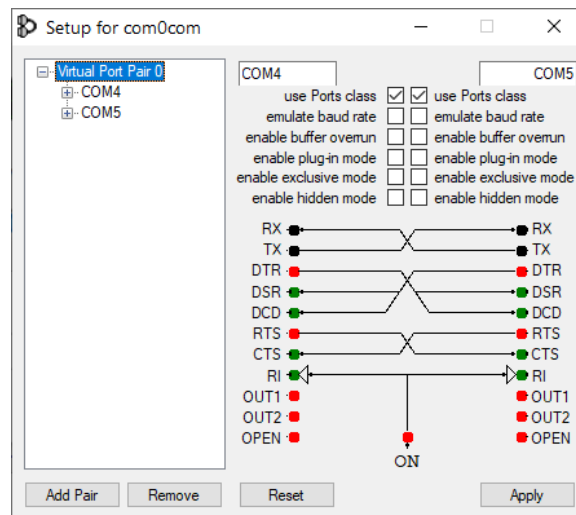 Setup for com0com
Virtual Port Pair 0
COM4
COM5
COM4 COM5
use Ports class use Ports class
emulate baud rate emulate baud rate
enable buffer overrun enable buffer overrun
enable plug-in mode enable plug-in mode
enable exclusive mode enable exclusive mode
enable hidden mode enable hidden mode
RX RX
TX TX
DTR DTR
DSR DSR
DCD DCD
RTS RTS
CTS CTS
RI RI
OUT1 OUT1
OUT2 OUT2
OPEN OPEN
ON
Add Pair Remove Reset Apply